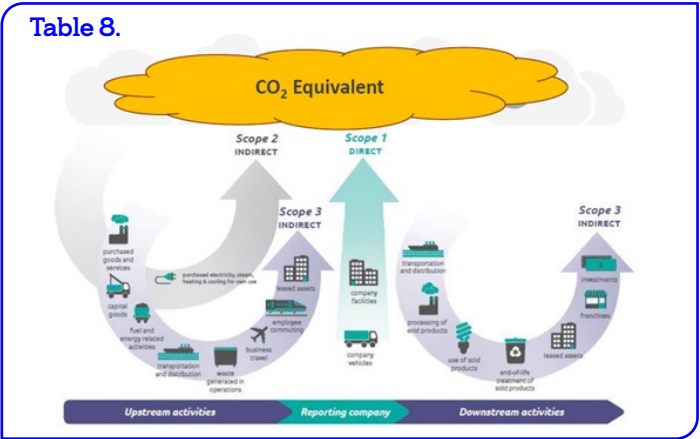 Table 8.
CO₂ Equivalent
Scope 2
INDIRECT
Scope 1
DIRECT
Scope 3
INDIRECT
Scope 3
INDIRECT
purchased
goods and
services
capital
goods
fuel and
energy related
activities
transportation
and distribution
waste
generated in
operations
business
travel
employee
commuting
leased assets
purchased electricity, steam,
heating & cooling for own use
company
facilities
company
vehicles
transportation
and distribution
processing of
sold products
use of sold
products
end-of-life
treatment of
sold products
leased assets
franchises
investments
Upstream activities
Reporting company
Downstream activities